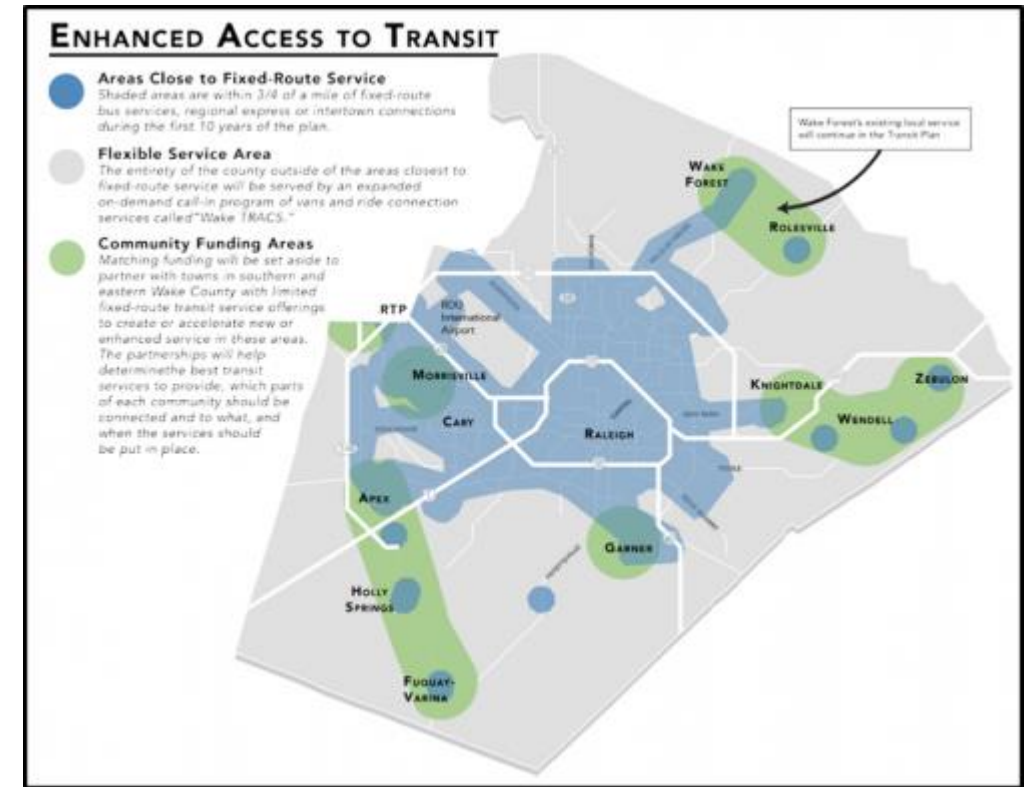 ENHANCED ACCESS TO TRANSIT
Areas Close to Fixed-Route Service
Shaded areas are within 3/4 of a mile of fixed-route
bus services, regional express or intertown connections
during the first 10 years of the plan.
Flexible Service Area
The entirety of the county outside of the areas closest to
fixed-route service will be served by an expanded
on-demand call-in program of vans and ride connection
services called"Wake TRACS."
Community Funding Areas
Matching funding will be set aside to
partner with towns in southern and
eastern Wake County with limited
fixed-route transit service offerings
to create or accelerate new or
enhanced service in these areas.
The partnerships will help
determinethe best transit
services to provide, which parts
of each community should be
connected and to what, and
when the services should
be put in place.
Wake Forest's existing local service
will continue in the Transit Plan
WAKE
FOREST
ROLESVILLE
RTP
RDU
International
Airport
MORRISVILLE
CARY
RALEIGH
KNIGHTDALE
ZEBULON
WENDELL
APEX
GARNER
HOLLY
SPRINGS
FUQUAY-
VARINA